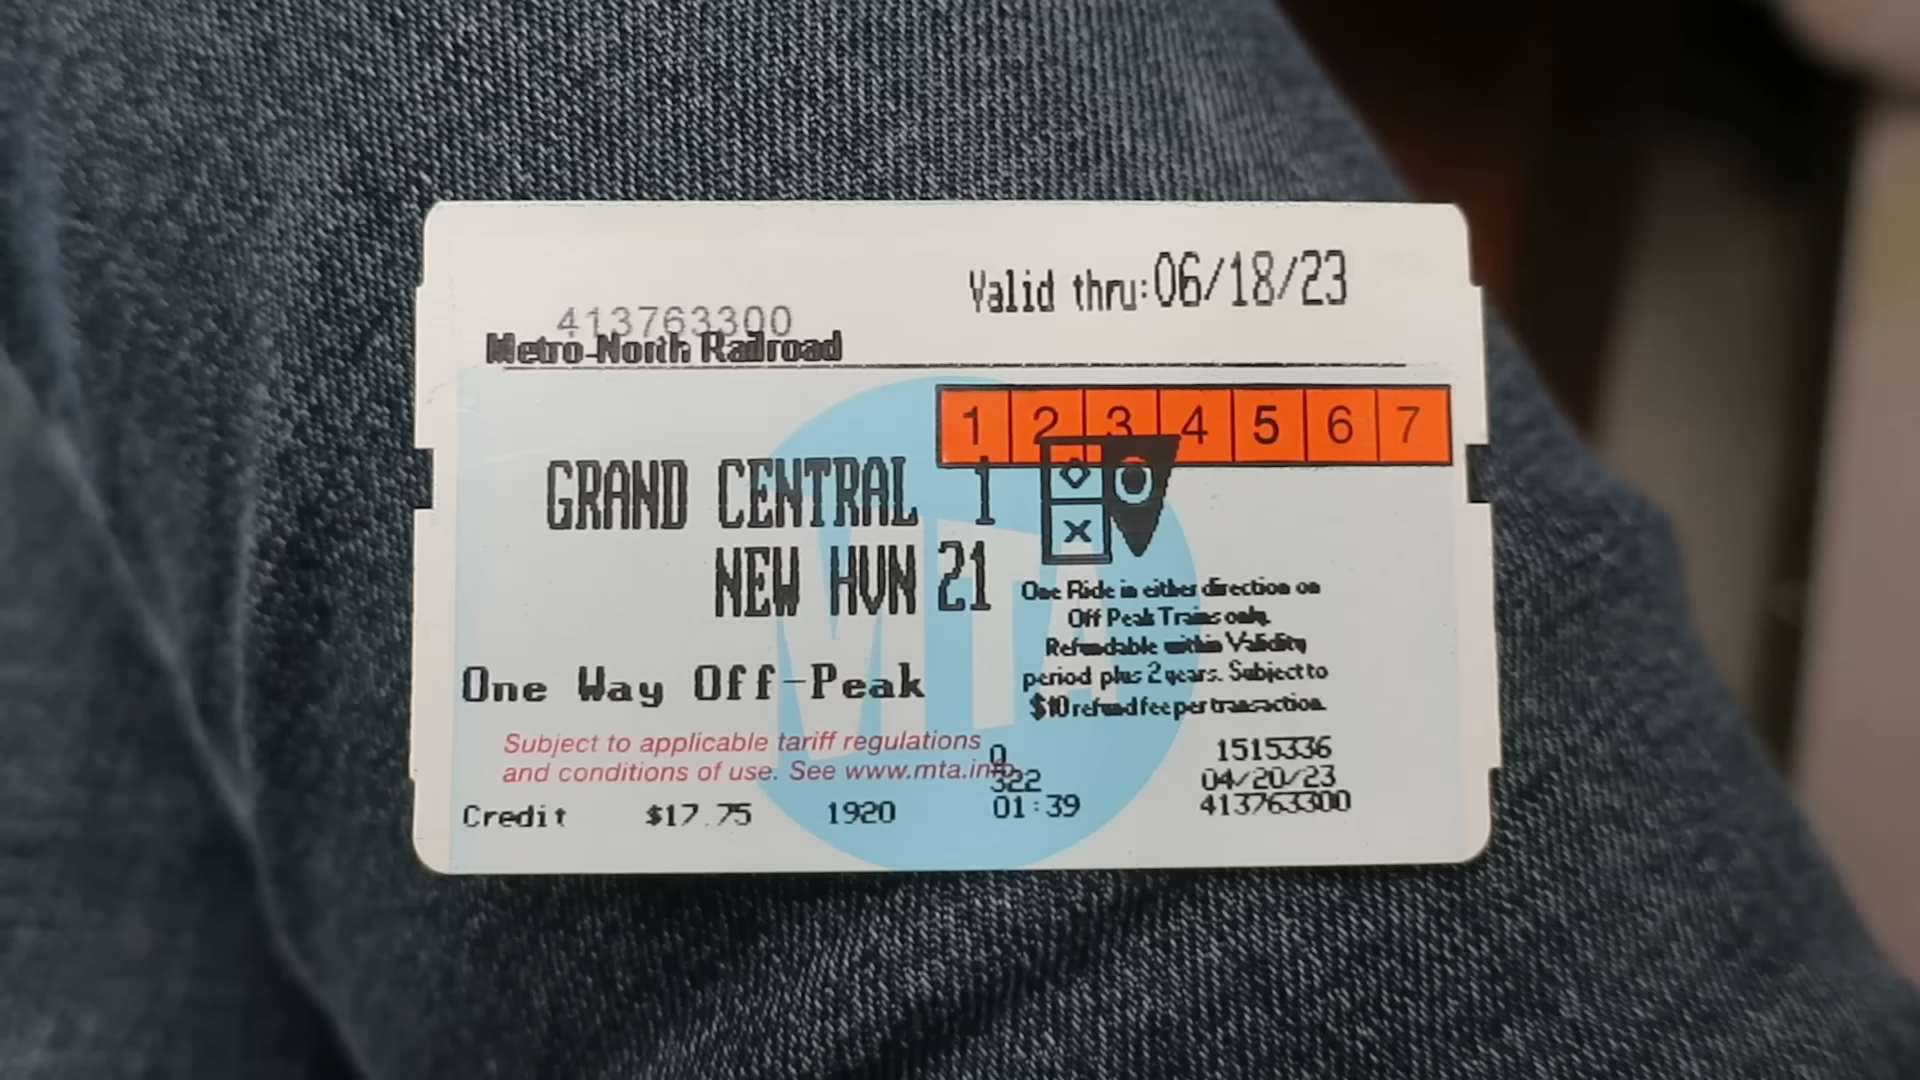 Valid thru: 06/18/23
413763300
Metro-North Railroad
1 2 3 4 5 6 7
GRAND CENTRAL 1
NEW HVN 21
X
One Ride in either direction on
Off Peak Trains only.
Refundable within Validity
period plus 2 years. Subject to
$10 refund fee per transaction.
One Way Off-Peak
Subject to applicable tariff regulations
and conditions of use. See www.mta.info
0
322
1515336
04/20/23
Credit $17.75 1920 01:39 413763300
MTA